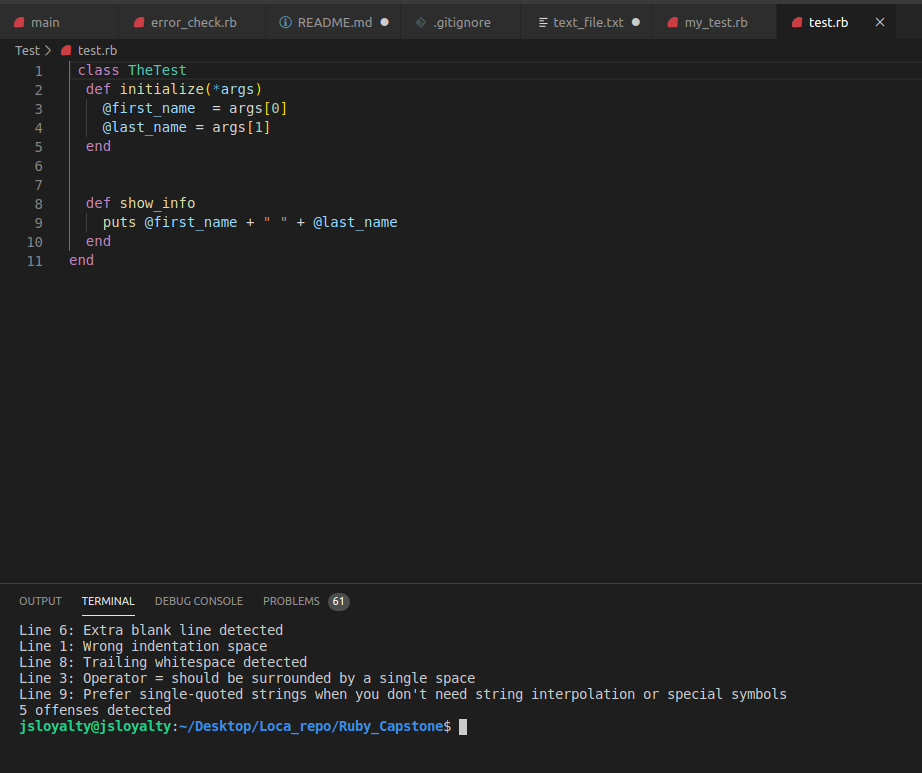 main error_check.rb README.md .gitignore text_file.txt my_test.rb test.rb
Test > test.rb
1 class TheTest
2 def initialize(*args)
3 @first_name  = args[0]
4 @last_name = args[1]
5 end
6
7
8 def show_info
9 puts @first_name + " " + @last_name
10 end
11 end
OUTPUT TERMINAL DEBUG CONSOLE PROBLEMS 61
Line 6: Extra blank line detected
Line 1: Wrong indentation space
Line 8: Trailing whitespace detected
Line 3: Operator = should be surrounded by a single space
Line 9: Prefer single-quoted strings when you don't need string interpolation or special symbols
5 offenses detected
jsloyalty@jsloyalty:~/Desktop/Loca_repo/Ruby_Capstone$